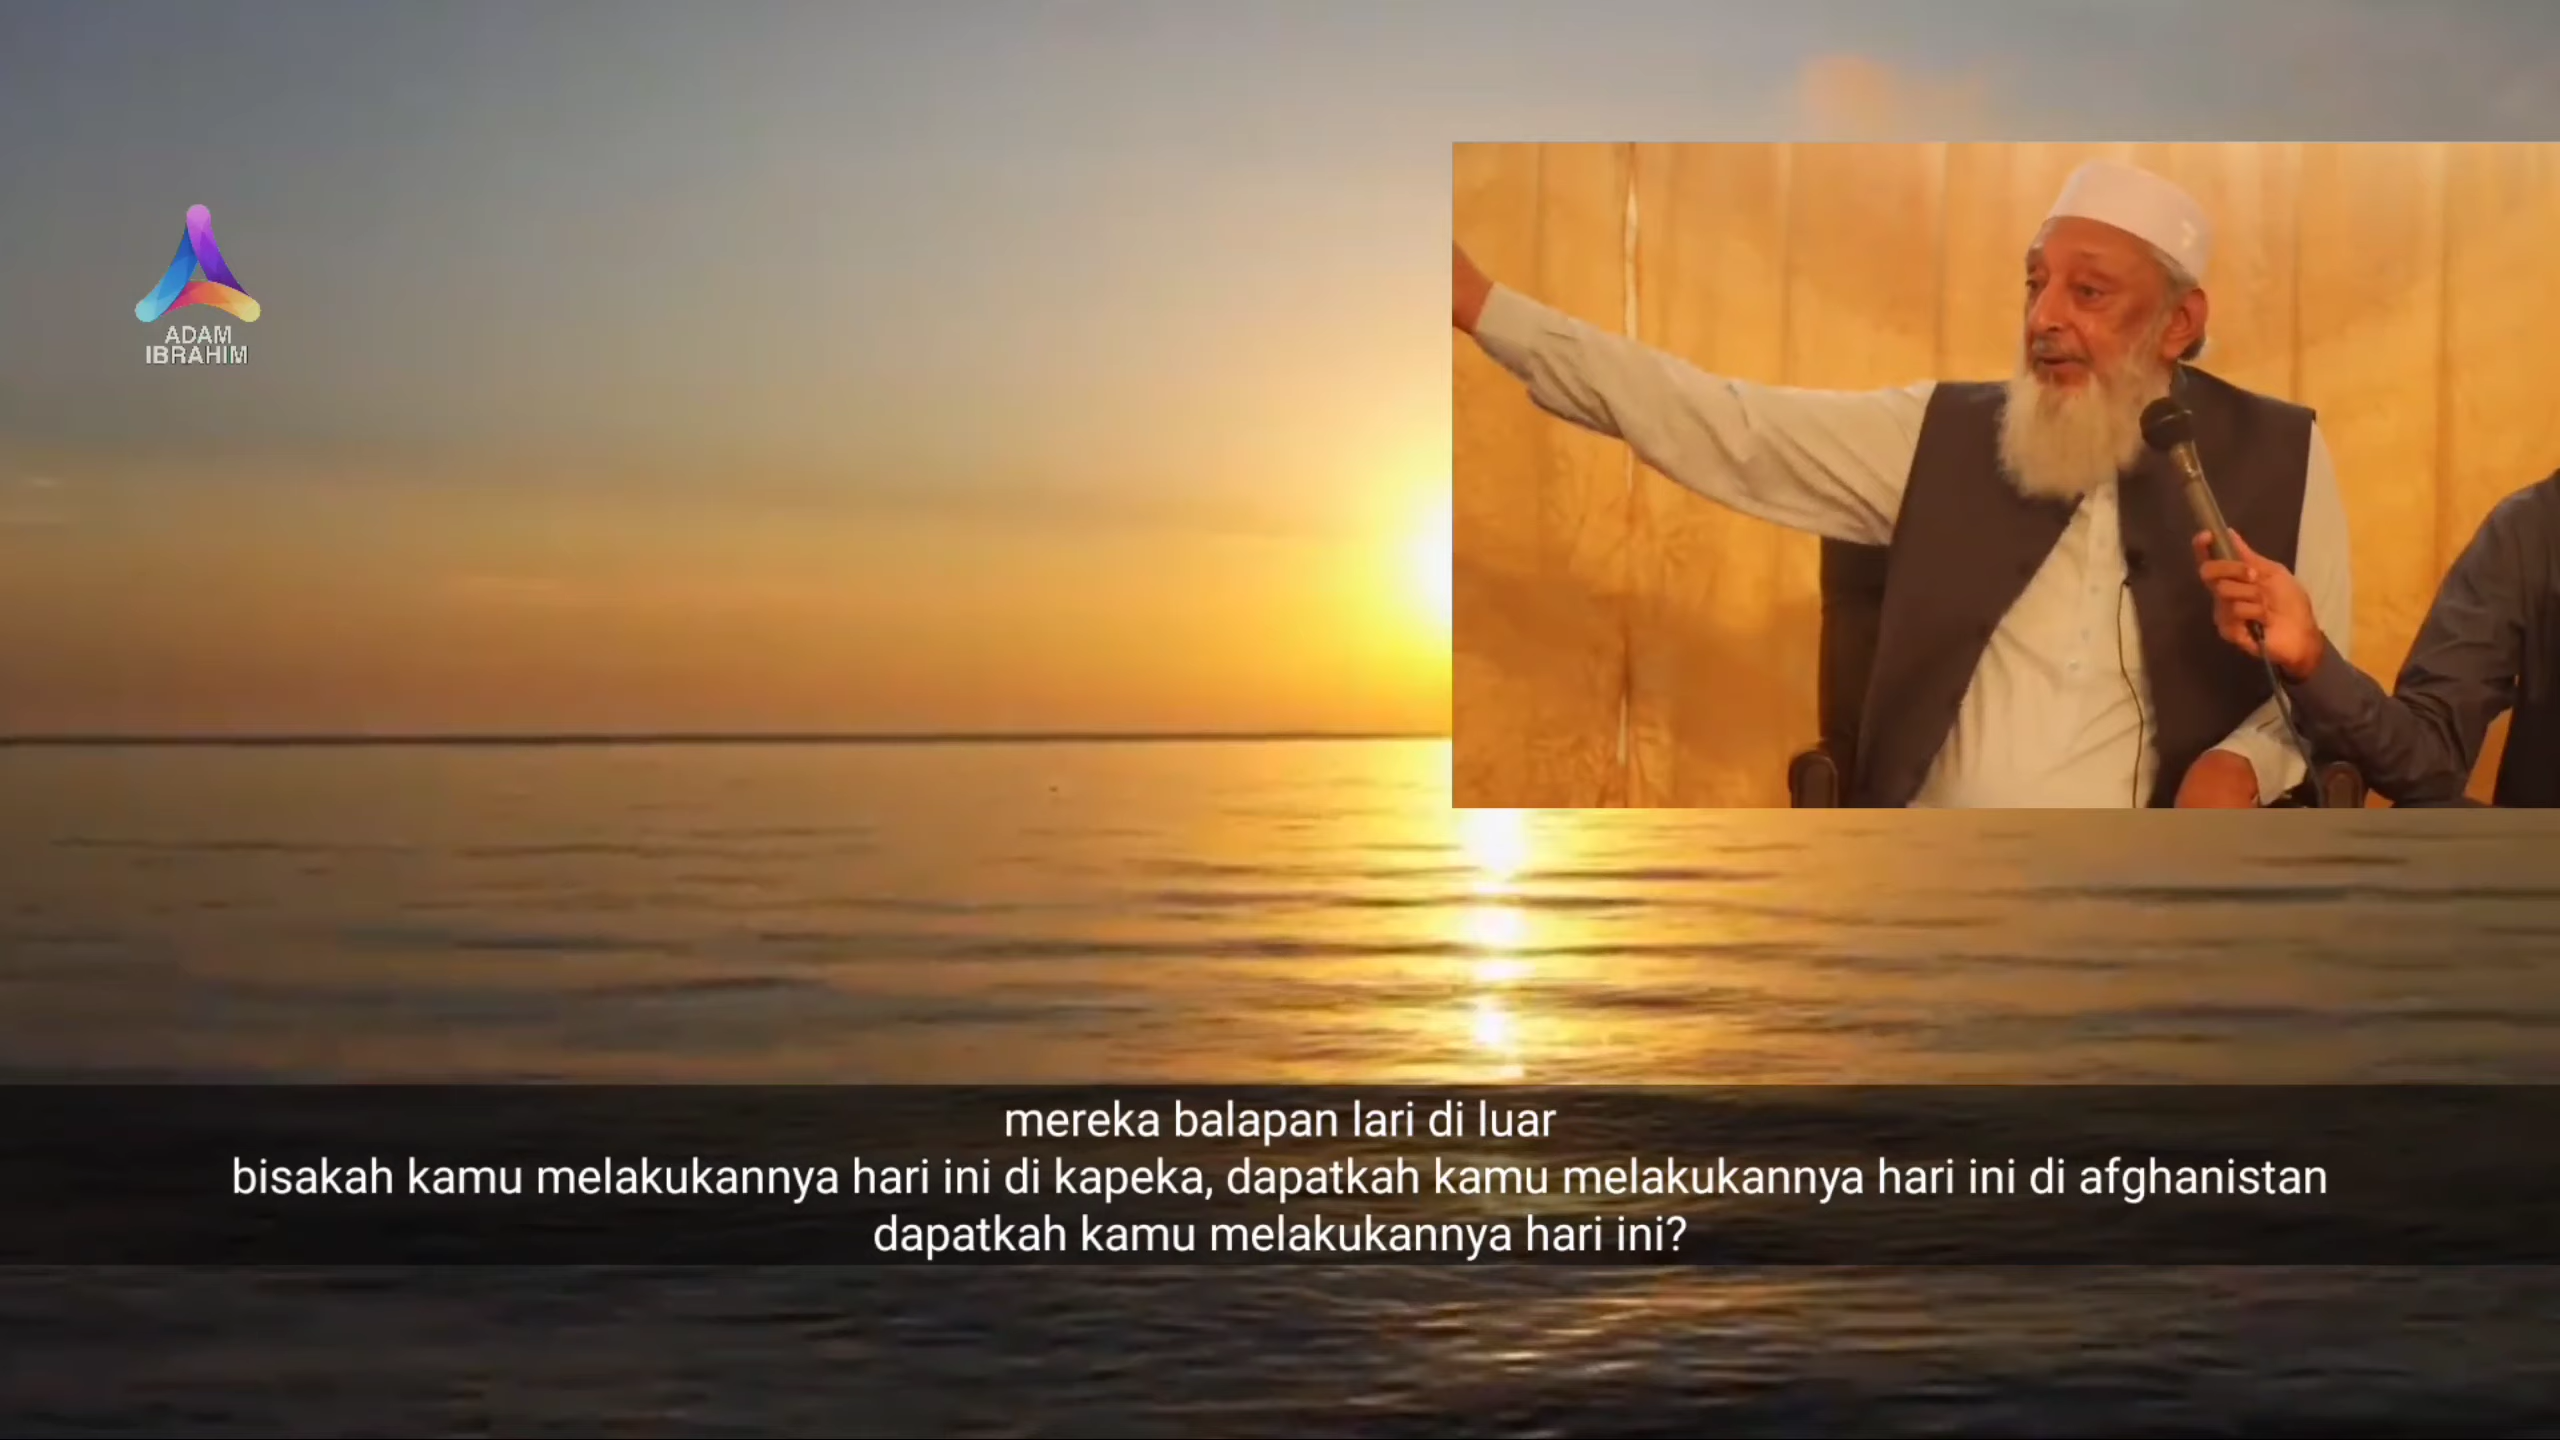 ADAM
IBRAHIM
mereka balapan lari di luar
bisakah kamu melakukannya hari ini di kapeka, dapatkah kamu melakukannya hari ini di afghanistan
dapatkah kamu melakukannya hari ini?